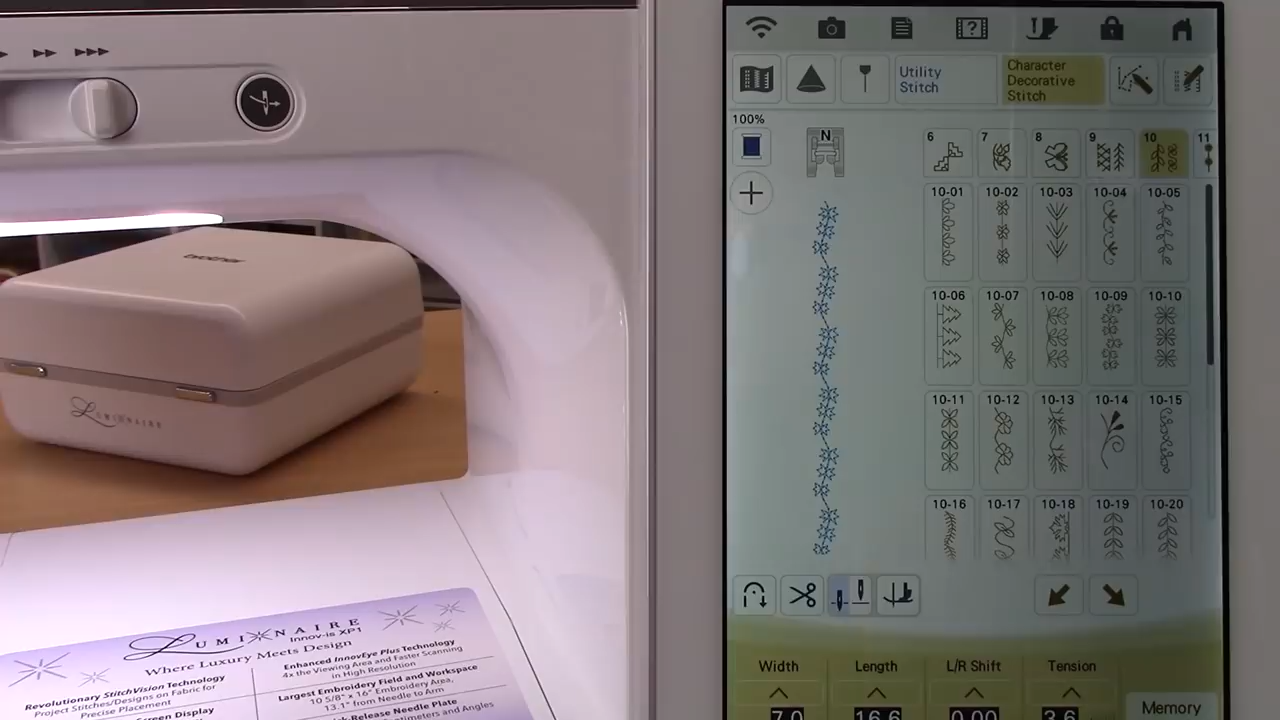 brother
LUMIONAIRE
LUMINAIRE
Innov-is XP1
Where Luxury Meets Design
Revolutionary StitchVision Technology
Project Stitches/Designs on Fabric for
Precise Placement
Screen Display
Enhanced InnovEye Plus Technology
4x the Viewing Area and Faster Scanning
in High Resolution
Largest Embroidery Field and Workspace
10 5/8" x 16" Embroidery Area,
13.1" from Needle to Arm
Quick-Release Needle Plate
Utility
Stitch
Character
Decorative
Stitch
100%
N
6 7 8 9 10 11
10-01 10-02 10-03 10-04 10-05
10-06 10-07 10-08 10-09 10-10
10-11 10-12 10-13 10-14 10-15
10-16 10-17 10-18 10-19 10-20
Width Length L/R Shift Tension
7.0 16.6 0.00 3.6
Memory